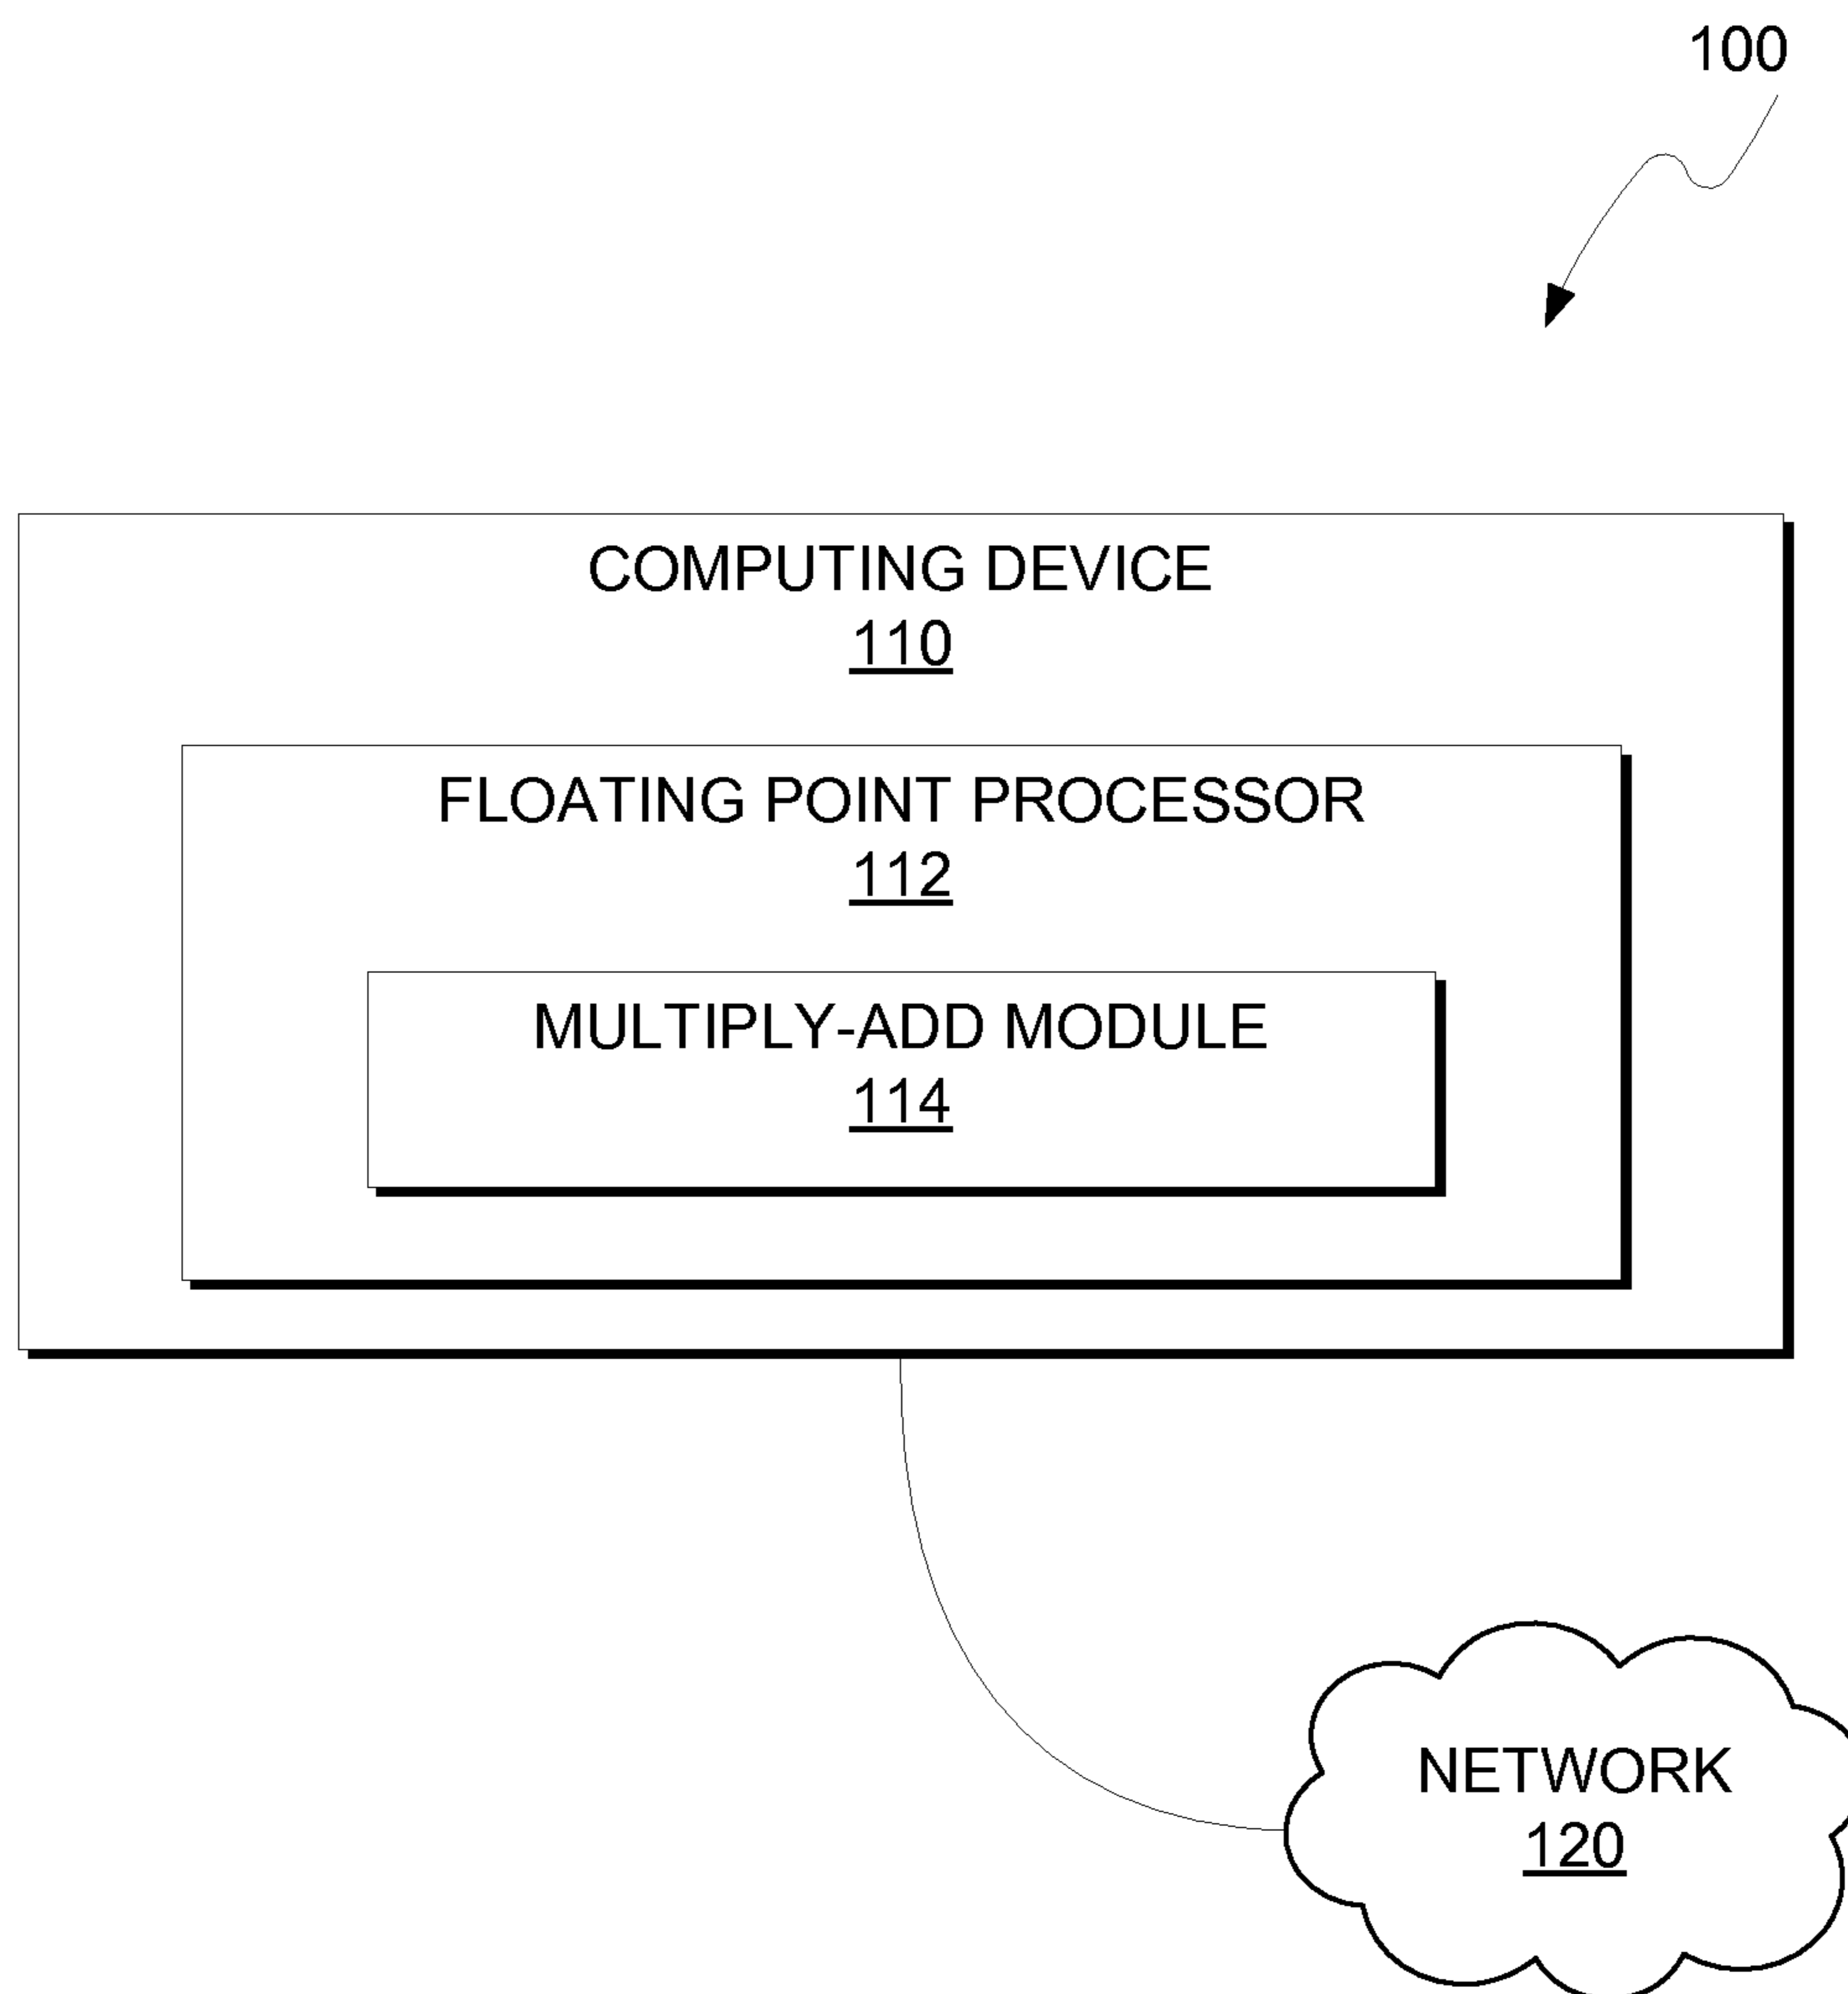 100
COMPUTING DEVICE
110
FLOATING POINT PROCESSOR
112
MULTIPLY-ADD MODULE
114
NETWORK
120